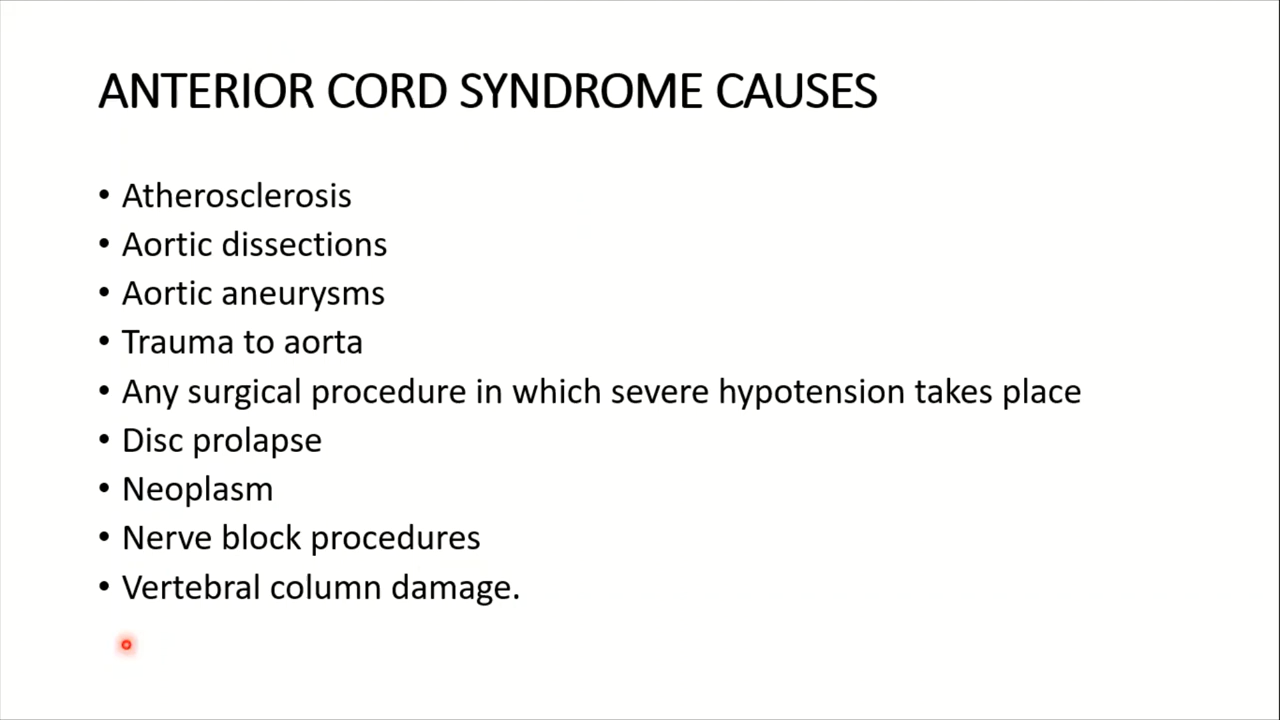 ANTERIOR CORD SYNDROME CAUSES
• Atherosclerosis
• Aortic dissections
• Aortic aneurysms
• Trauma to aorta
• Any surgical procedure in which severe hypotension takes place
• Disc prolapse
• Neoplasm
• Nerve block procedures
• Vertebral column damage.